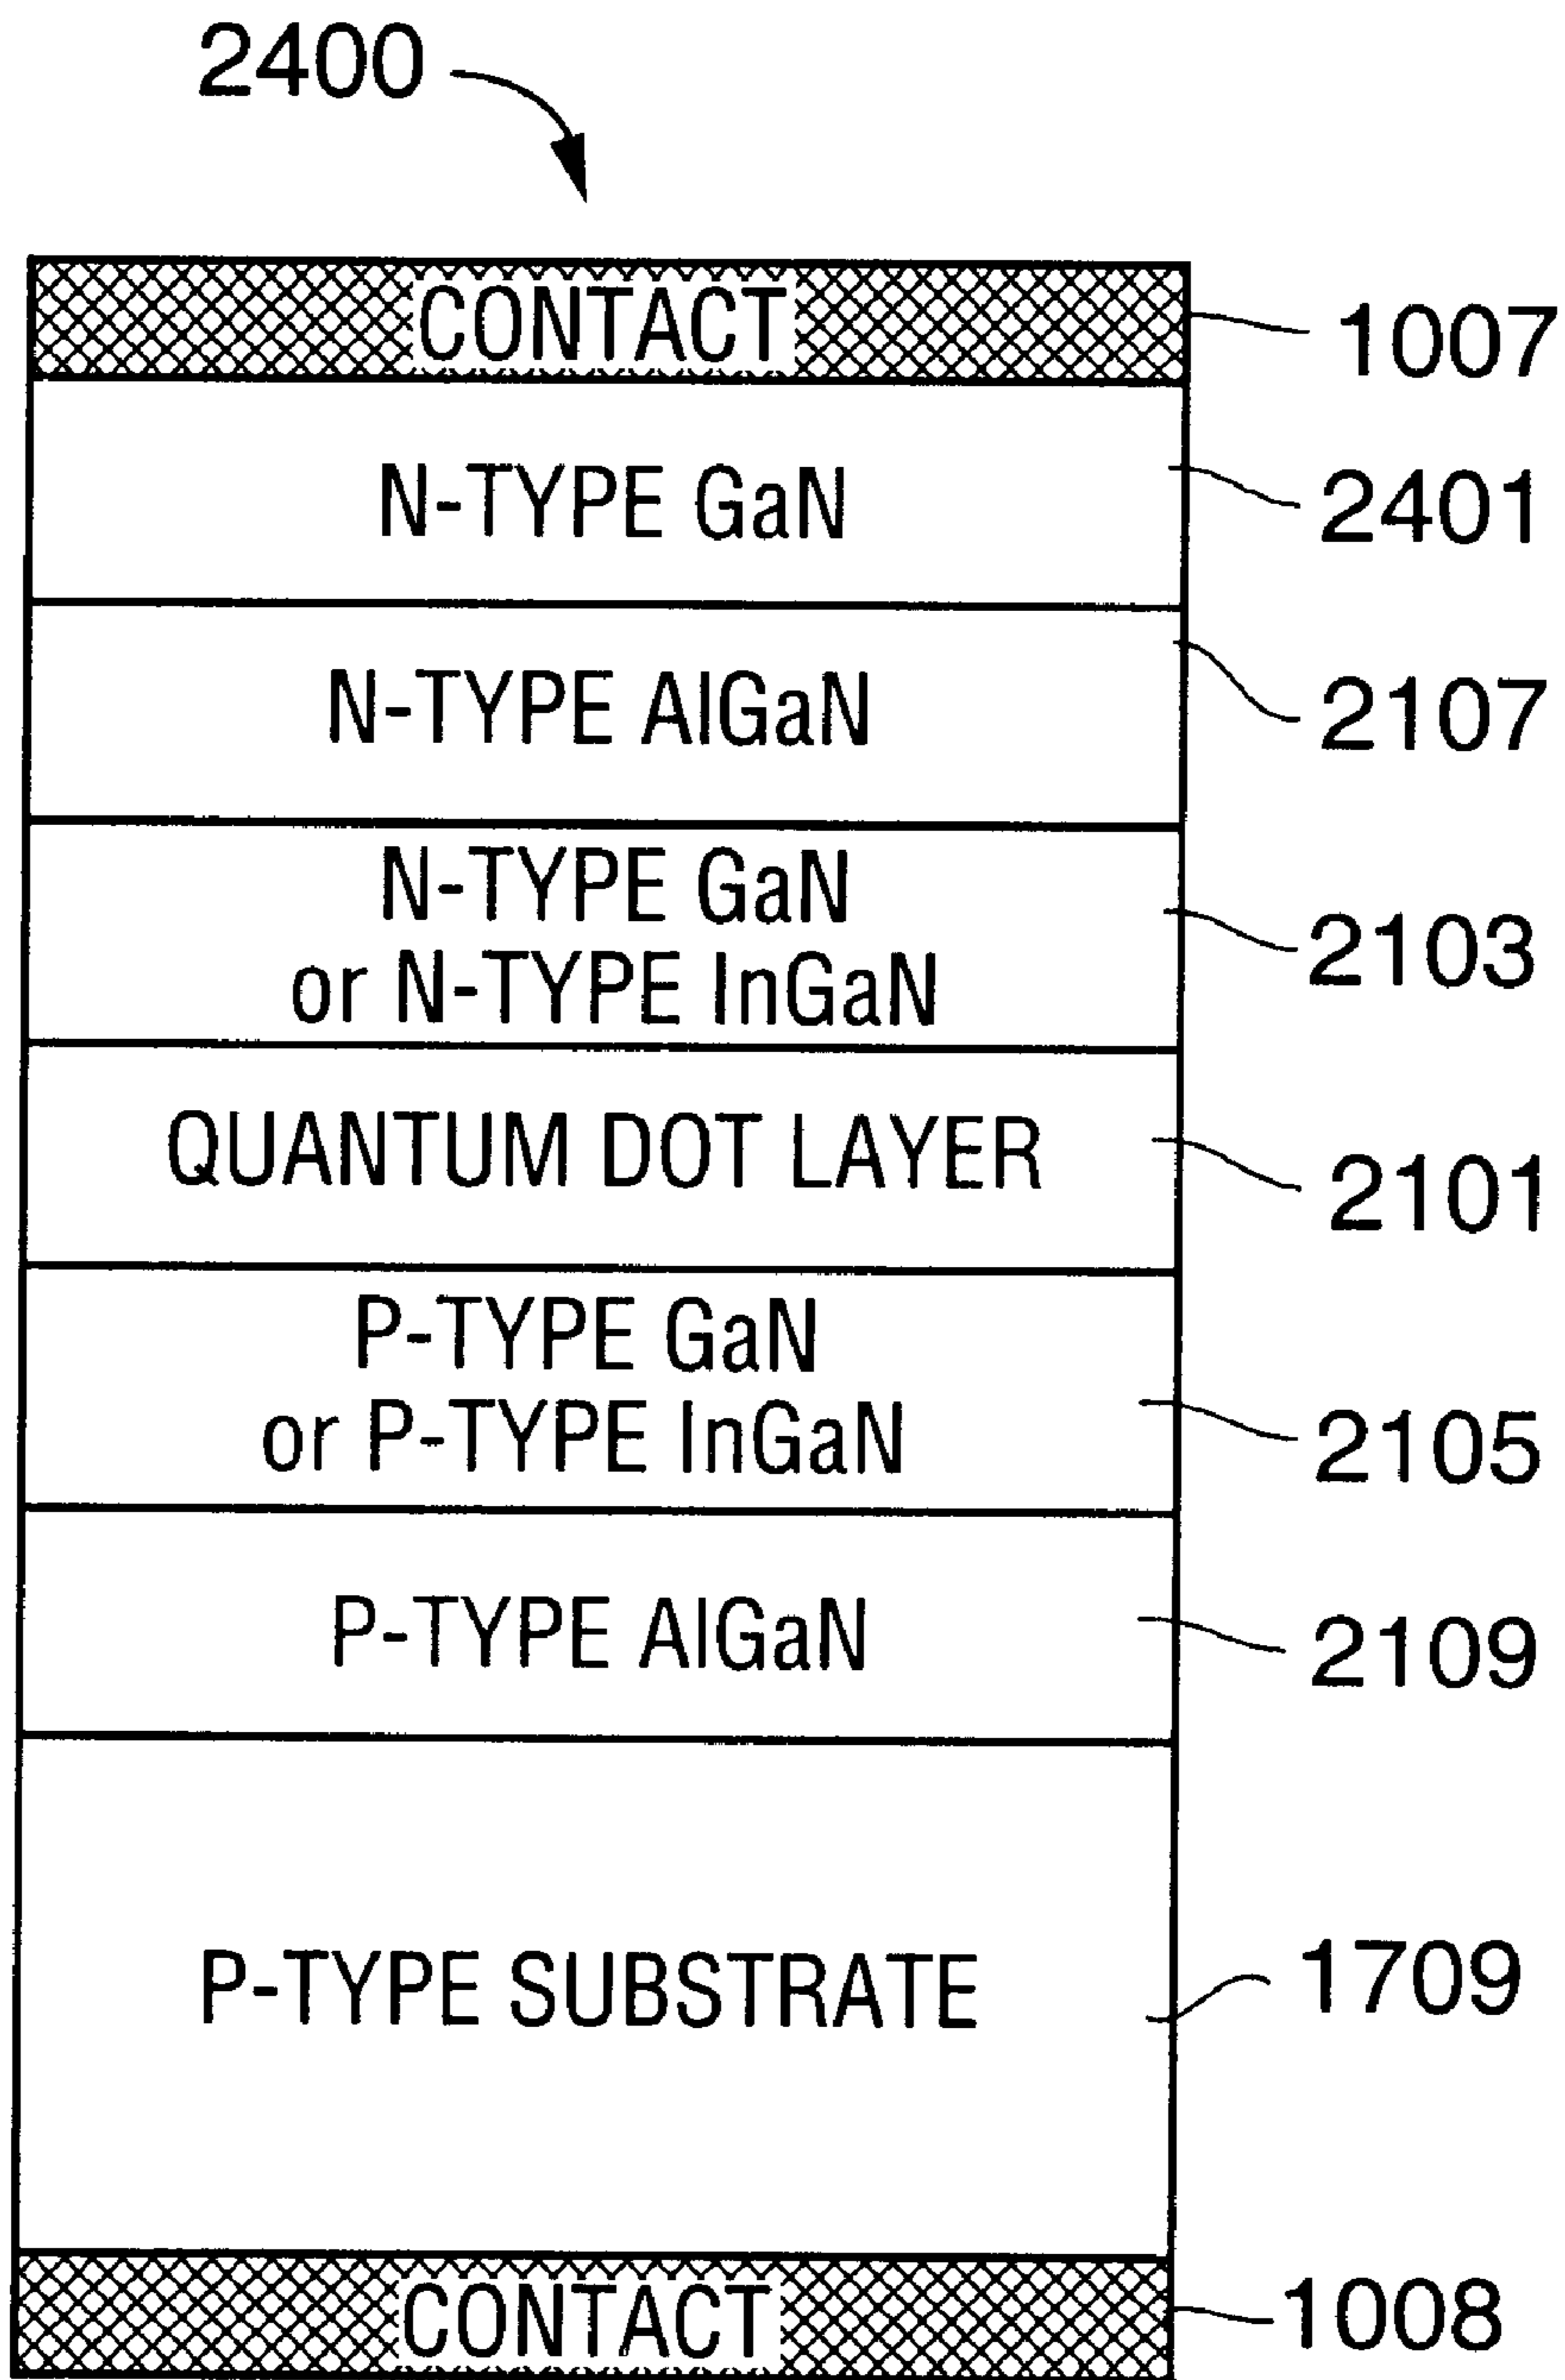 2400
CONTACT
1007
N-TYPE GaN
2401
N-TYPE AlGaN
2107
N-TYPE GaN
or N-TYPE InGaN
2103
QUANTUM DOT LAYER
2101
P-TYPE GaN
or P-TYPE InGaN
2105
P-TYPE AlGaN
2109
P-TYPE SUBSTRATE
1709
CONTACT
1008